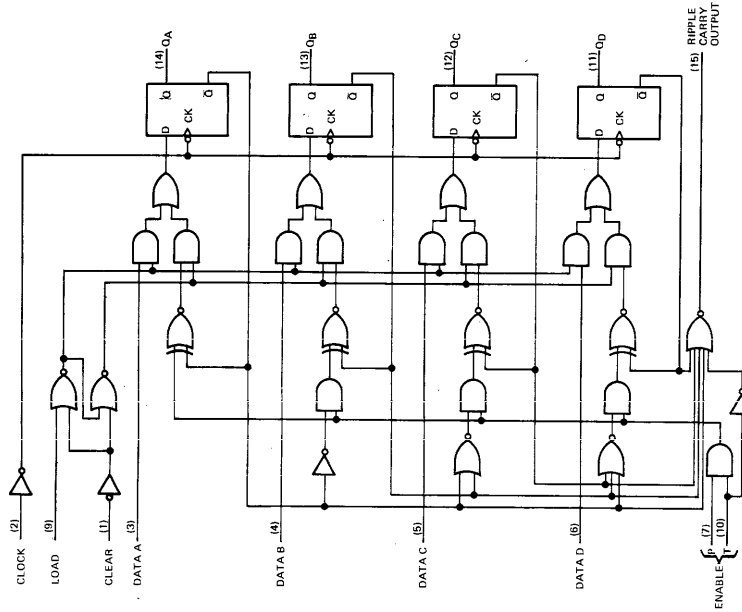 CLOCK (2)
LOAD (9)
CLEAR (1)
DATA A (3)
DATA B (4)
DATA C (5)
DATA D (6)
ENABLE { P (7)
T (10)
D Q (14) QA
CK Q̅
D Q (13) QB
CK Q̅
D Q (12) QC
CK Q̅
D Q (11) QD
CK Q̅
(15) RIPPLE
CARRY
OUTPUT